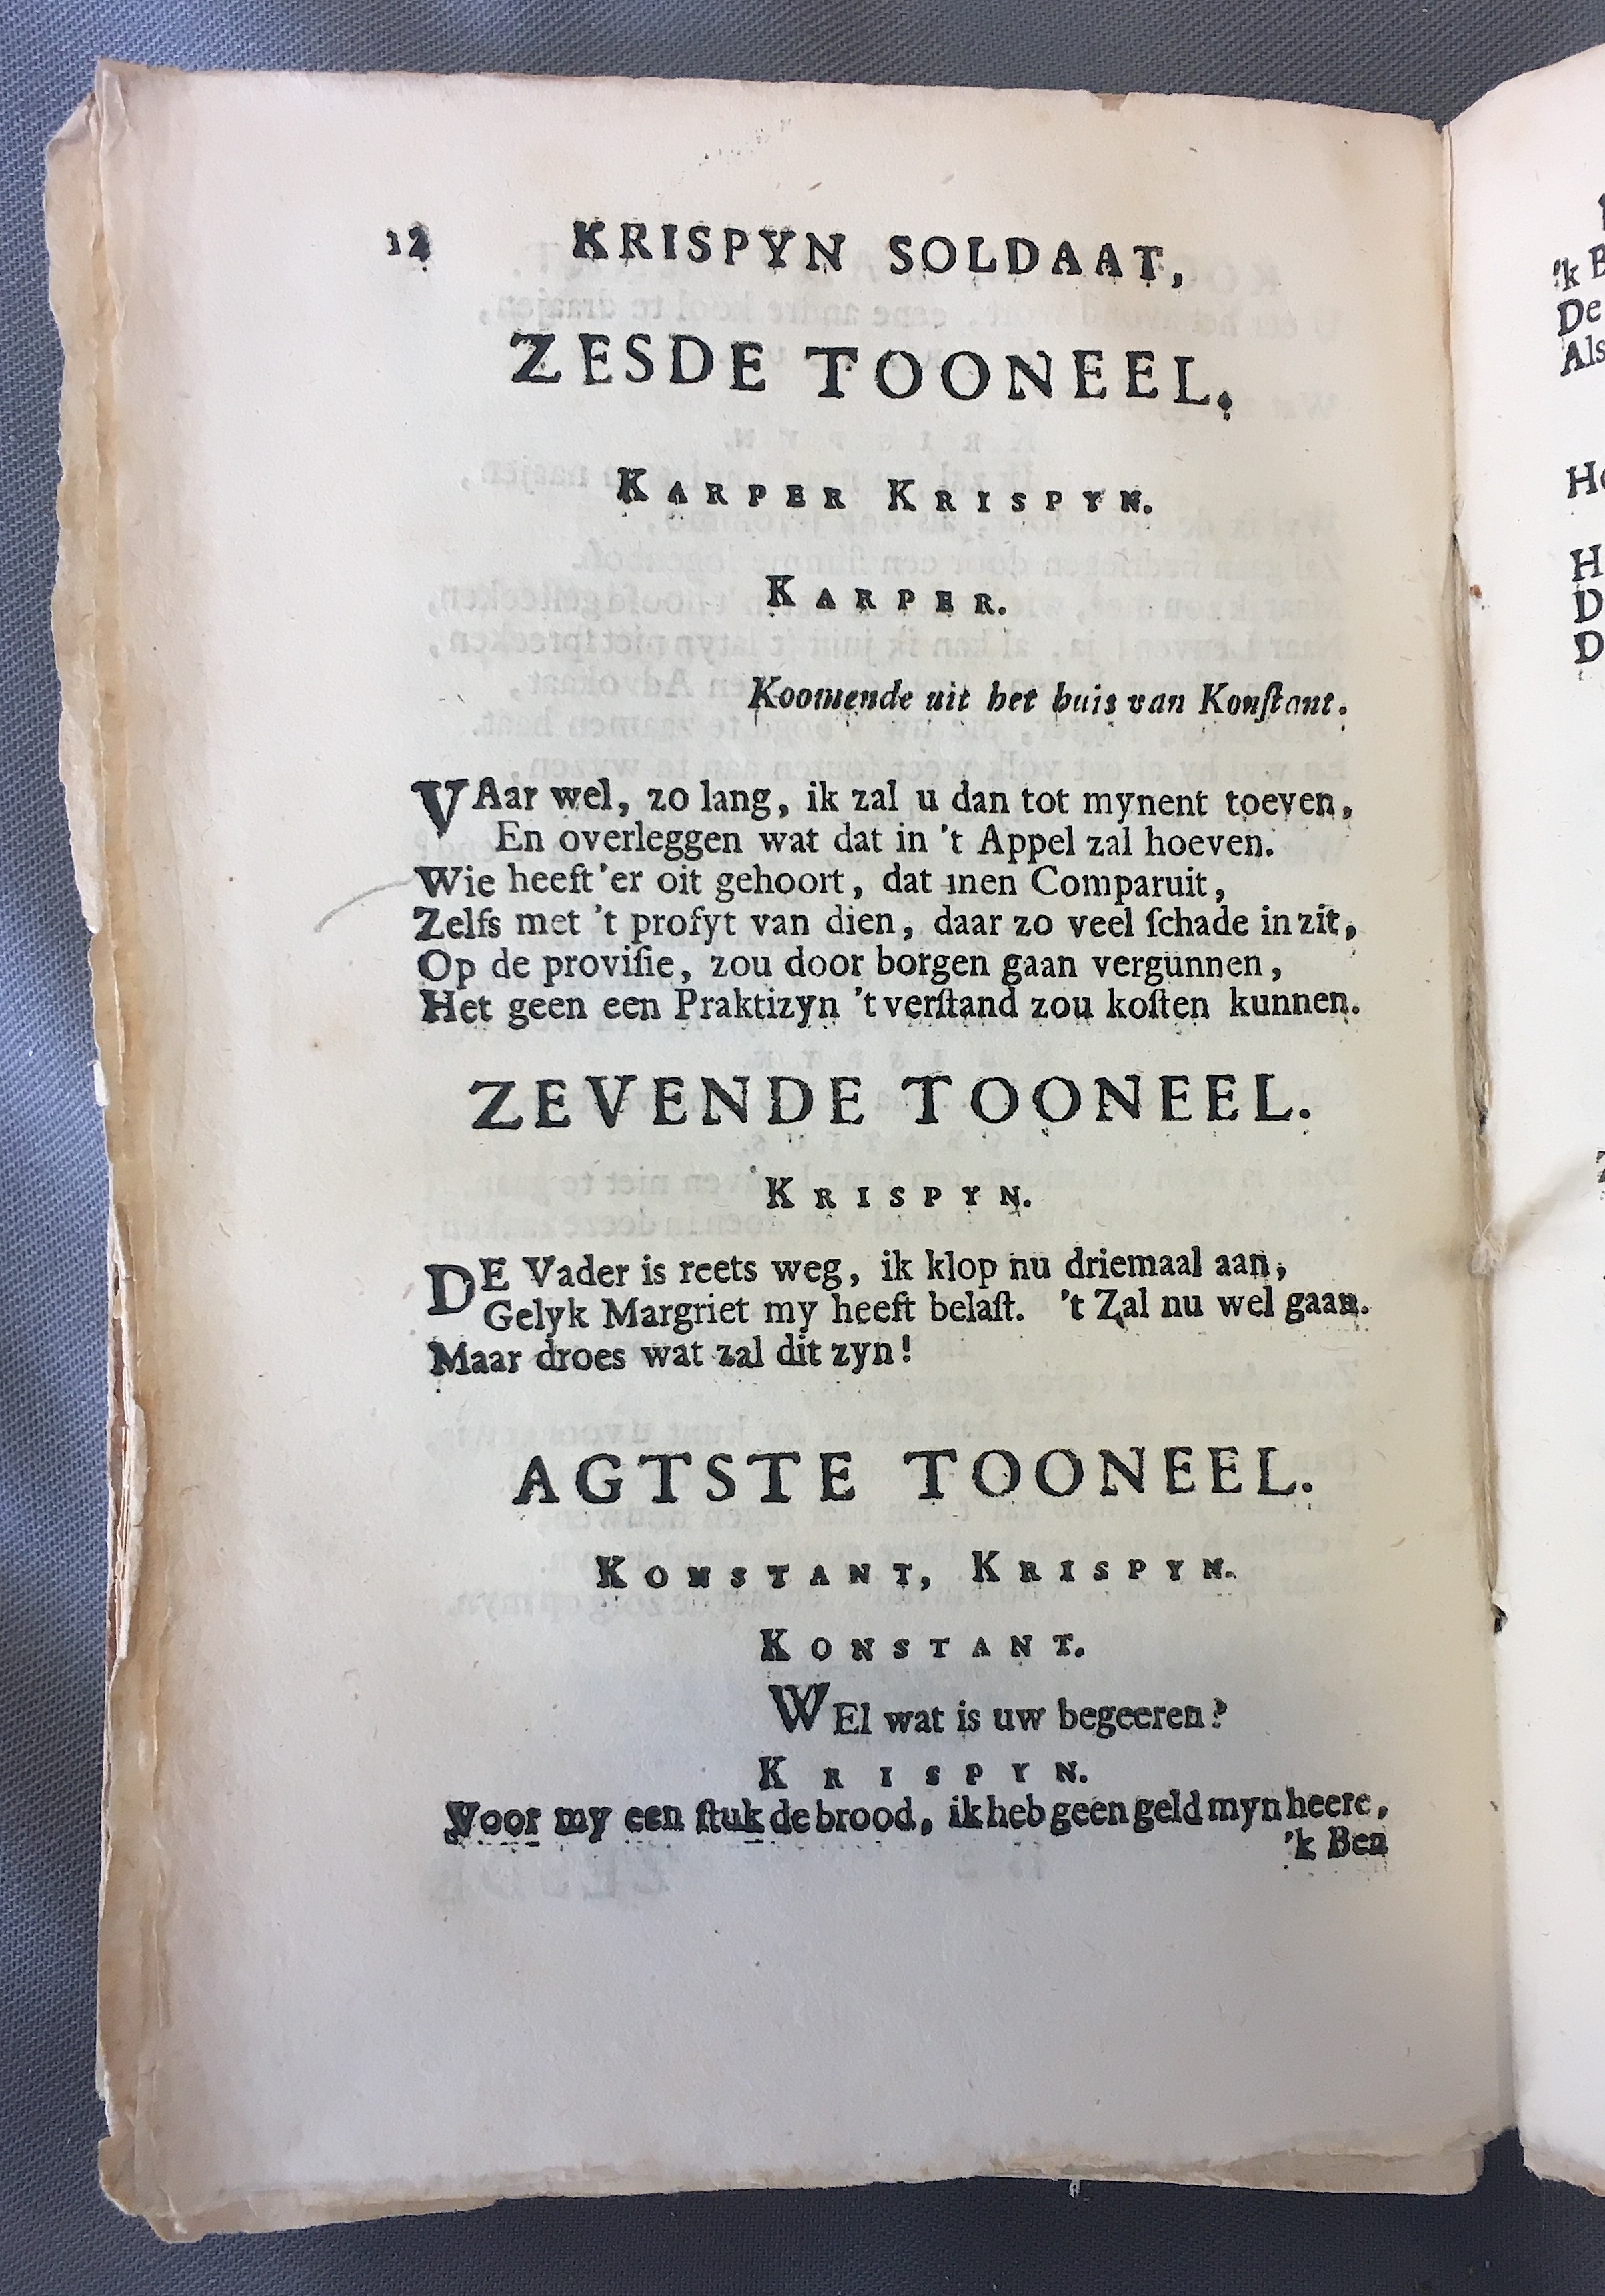 12 KRISPYN SOLDAAT,
ZESDE TOONEEL.
KARPER KRISPYN.
KARPER.
Koomende uit het huis van Konſtant.
VAar wel, zo lang, ik zal u dan tot mynent toeven,
En overleggen wat dat in 't Appel zal hoeven.
Wie heeft 'er oit gehoort, dat men Comparuit,
Zelfs met 't profyt van dien, daar zo veel ſchade in zit,
Op de proviſie, zou door borgen gaan vergunnen,
Het geen een Praktizyn 't verſtand zou koſten kunnen.
ZEVENDE TOONEEL.
KRISPYN.
DE Vader is reets weg, ik klop nu driemaal aan,
Gelyk Margriet my heeft belaſt. 't Zal nu wel gaan.
Maar droes wat zal dit zyn!
AGTSTE TOONEEL.
KONSTANT, KRISPYN.
KONSTANT.
WEl wat is uw begeeren?
KRISPYN.
Voor my een ſtuk de brood, ik heb geen geld myn heere,
'k Ben
'k B
De
Als
H
D
D